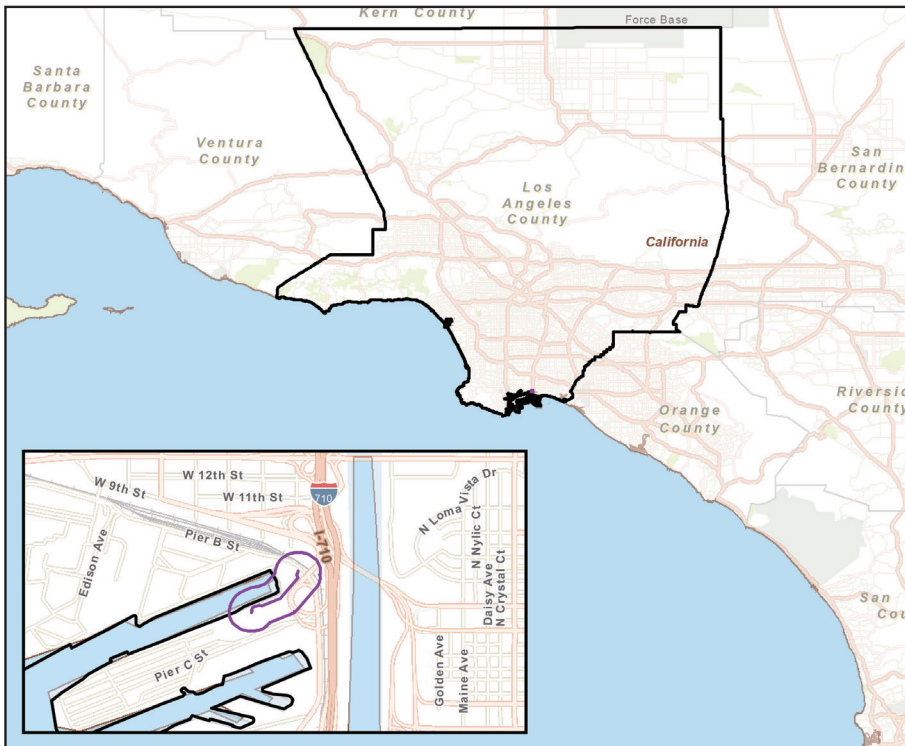 Kern County
Force Base
Santa
Barbara
County
Ventura
County
Los
Angeles
County
San
Bernardin
County
California
Riversid
County
Orange
County
San
Cou
W 12th St
W 9th St
W 11th St
710
I-710
N Loma Vista Dr
Pier B St
Edison Ave
N Nylic Ct
Daisy Ave
N Crystal Ct
Pier C St
Golden Ave
Maine Ave